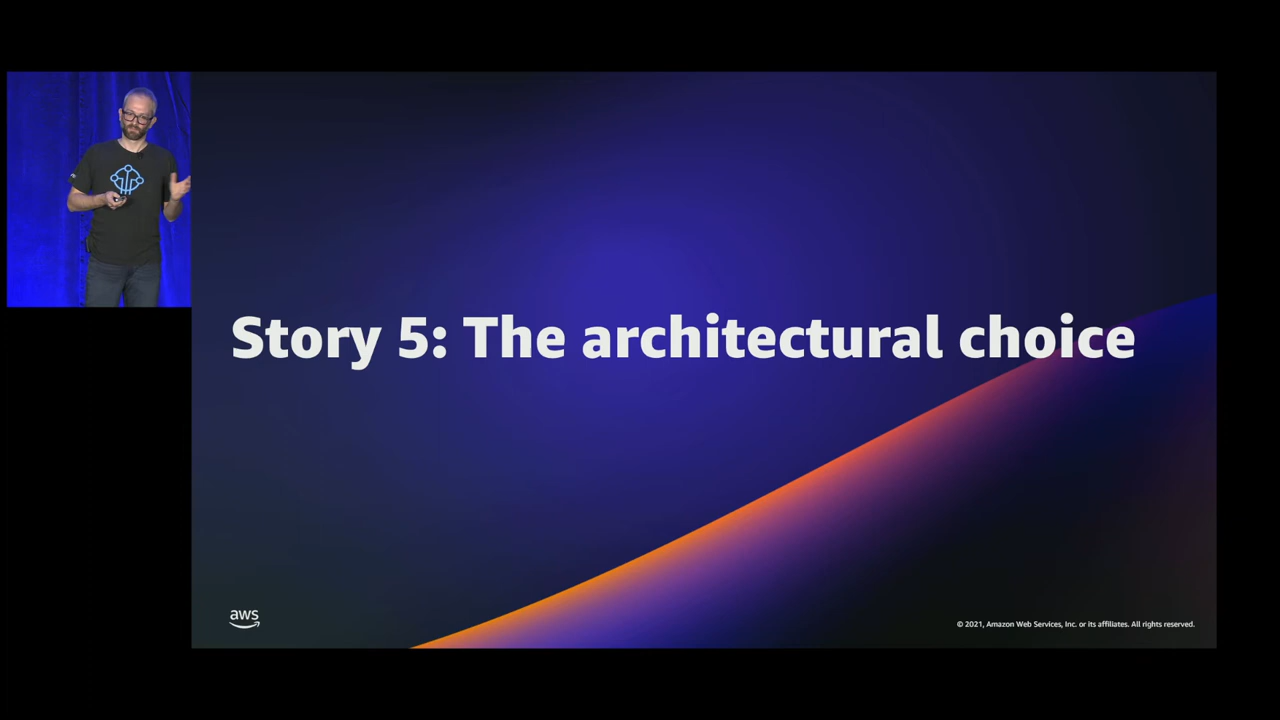 Story 5: The architectural choice
aws
© 2021, Amazon Web Services, Inc. or its affiliates. All rights reserved.